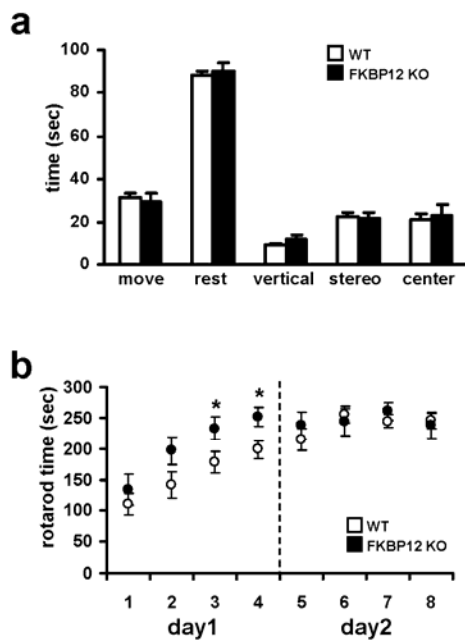 a
WT
FKBP12 KO
time (sec)
100
80
60
40
20
0
move rest vertical stereo center
b
rotarod time (sec)
300
250
200
150
100
50
0
* *
WT
FKBP12 KO
1 2 3 4 5 6 7 8
day1 day2